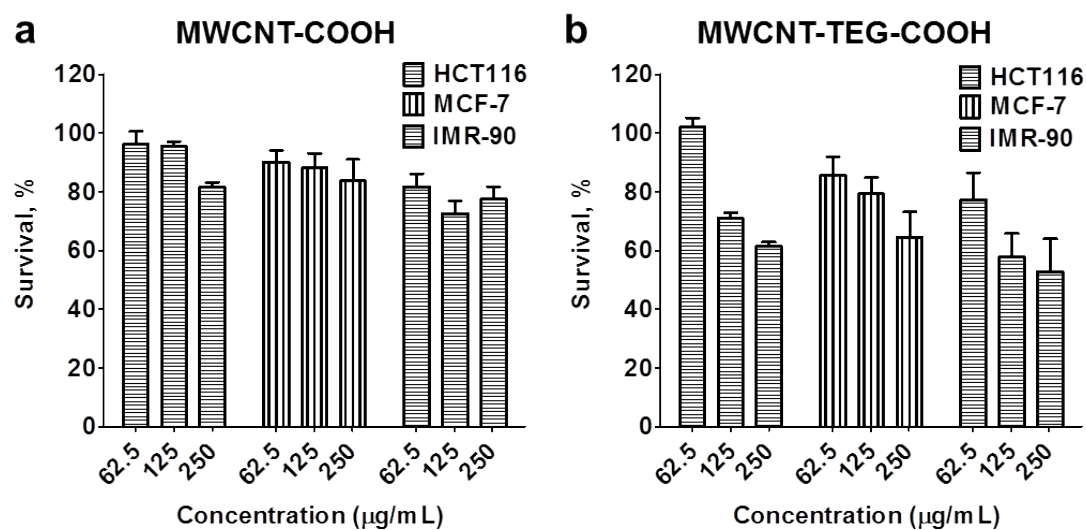 a MWCNT-COOH
HCT116
MCF-7
IMR-90
120
100
80
60
40
20
0
Survival, %
62.5 125 250 62.5 125 250 62.5 125 250
Concentration (μg/mL)
b MWCNT-TEG-COOH
HCT116
MCF-7
IMR-90
120
100
80
60
40
20
0
Survival, %
62.5 125 250 62.5 125 250 62.5 125 250
Concentration (μg/mL)